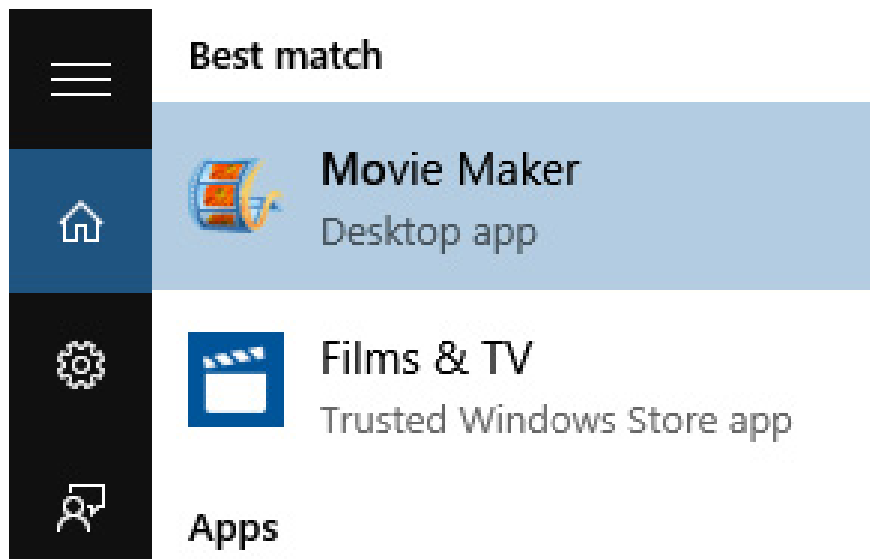 Best match
Movie Maker
Desktop app
Films & TV
Trusted Windows Store app
Apps